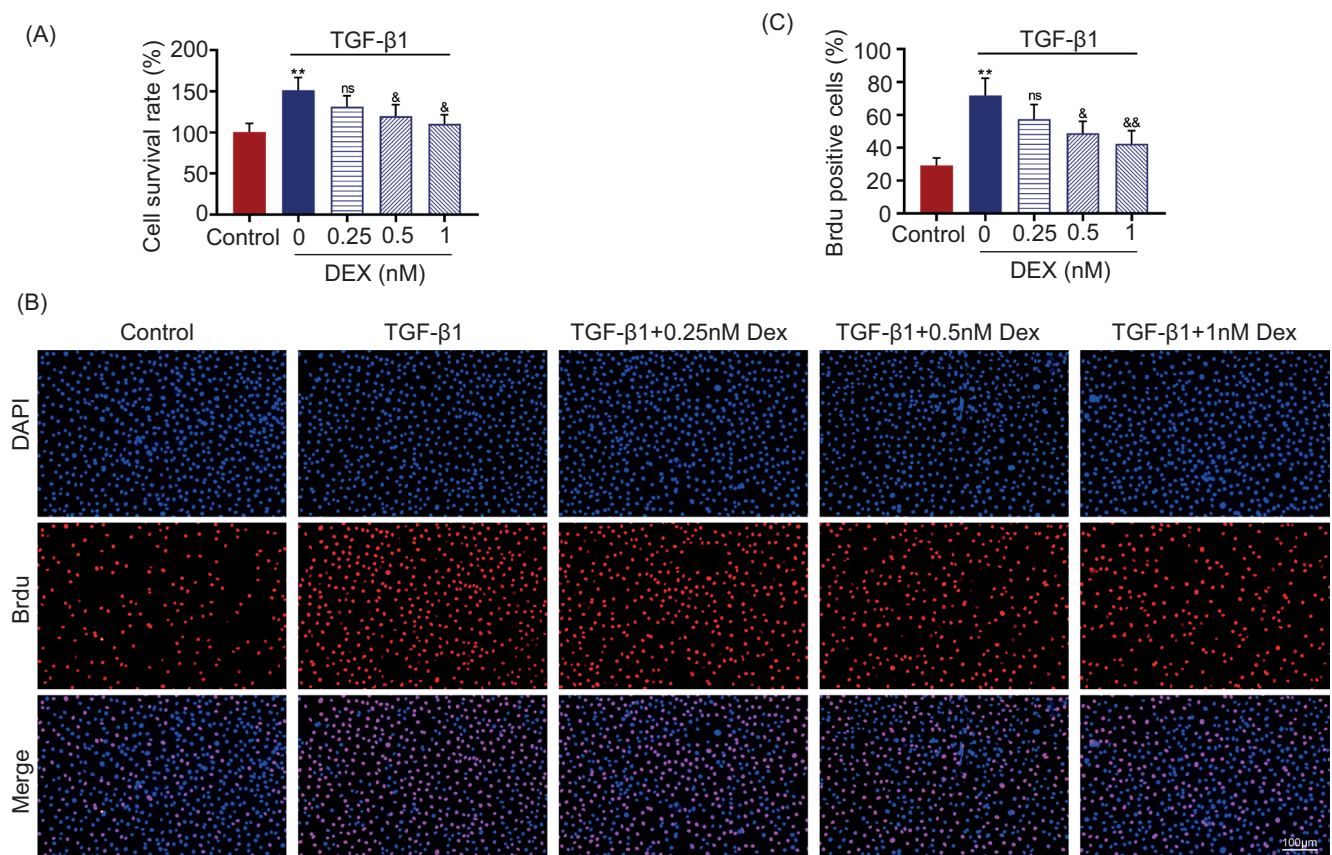 (A)
TGF-β1
Cell survival rate (%)
200
150
100
50
0
**
ns
&
&
Control
0
0.25
0.5
1
DEX (nM)
(C)
TGF-β1
Brdu positive cells (%)
100
80
60
40
20
0
**
ns
&
&&
Control
0
0.25
0.5
1
DEX (nM)
(B)
Control
TGF-β1
TGF-β1+0.25nM Dex
TGF-β1+0.5nM Dex
TGF-β1+1nM Dex
DAPI
Brdu
Merge
100μm